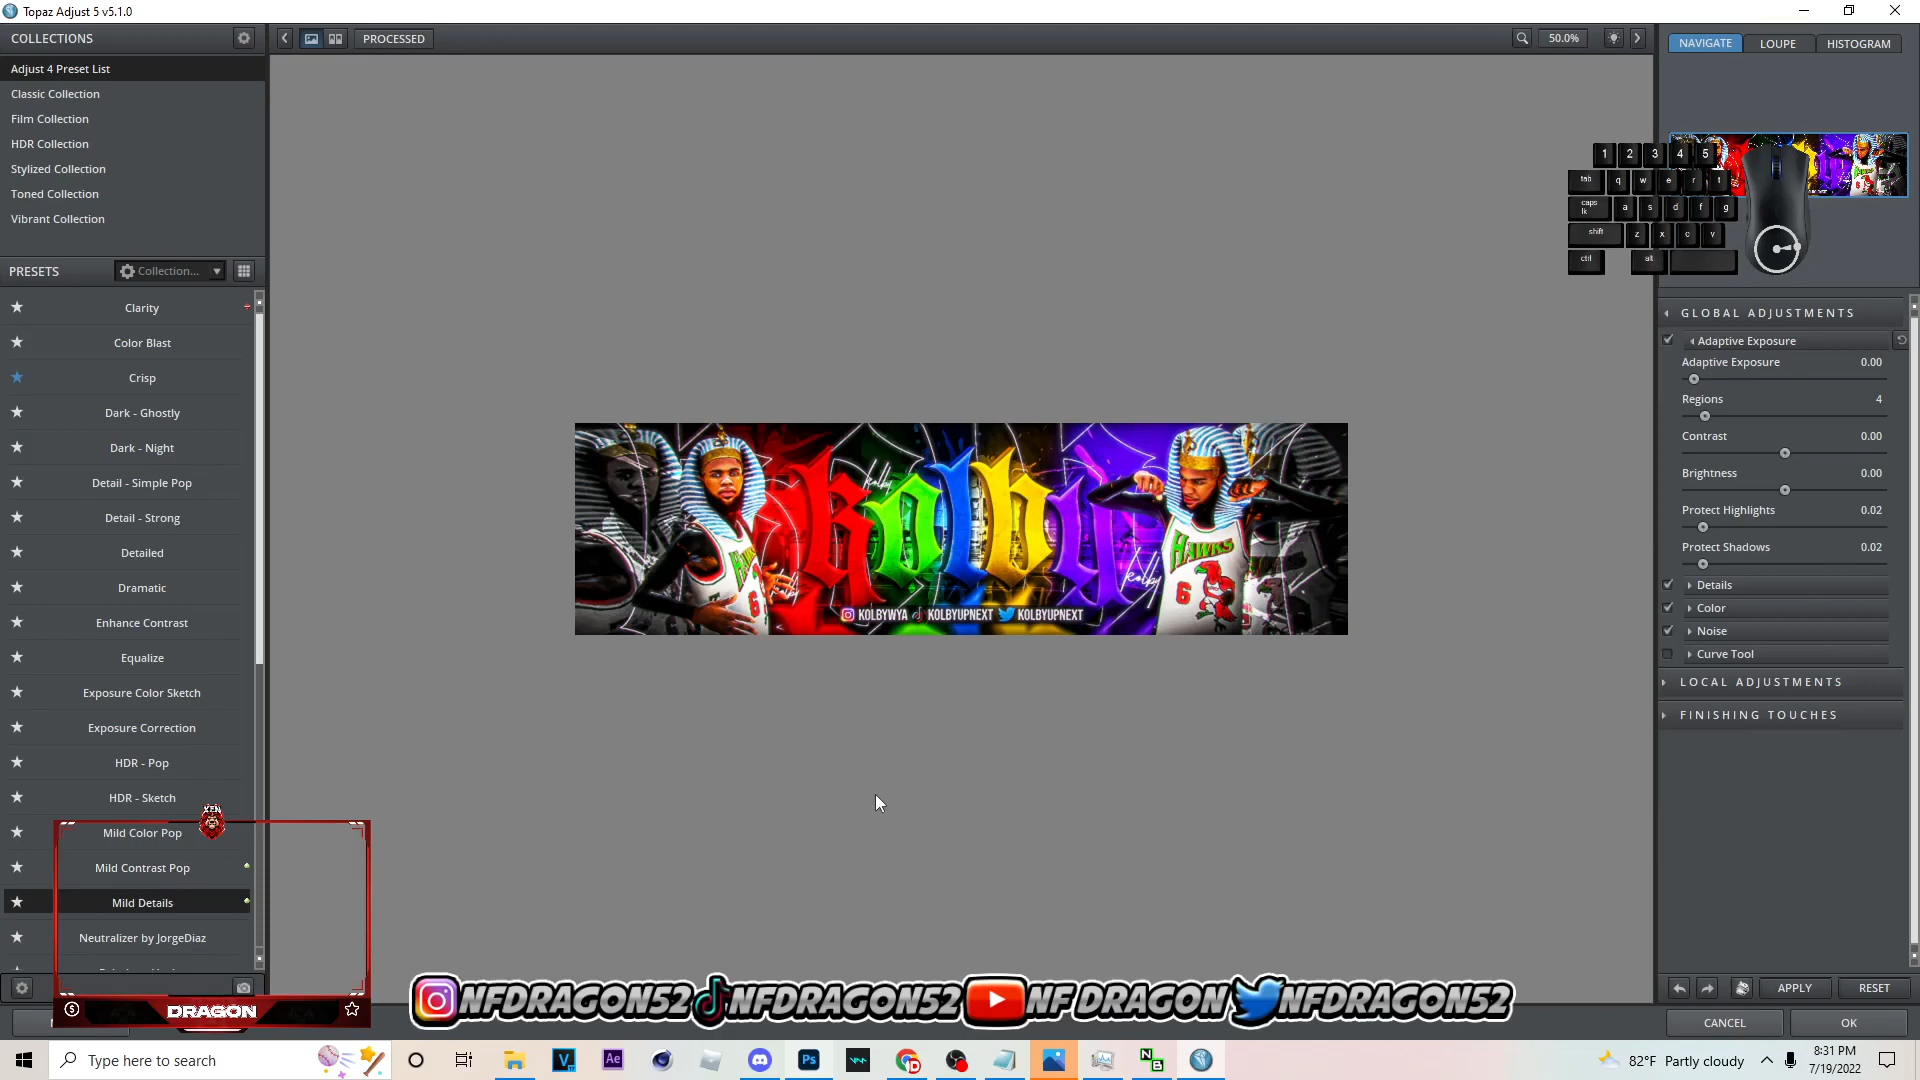 Topaz Adjust 5 v5.1.0
COLLECTIONS
Adjust 4 Preset List
Classic Collection
Film Collection
HDR Collection
Stylized Collection
Toned Collection
Vibrant Collection
PRESETS
Collection...
Clarity
Color Blast
Crisp
Dark - Ghostly
Dark - Night
Detail - Simple Pop
Detail - Strong
Detailed
Dramatic
Enhance Contrast
Equalize
Exposure Color Sketch
Exposure Correction
HDR - Pop
HDR - Sketch
Mild Color Pop
Mild Contrast Pop
Mild Details
Neutralizer by JorgeDiaz
DRAGON
PROCESSED
50.0%
kolby
kolby
kolby
kolby
HAWKS
6
HAWKS
6
KOLBYWYA KOLBYUPNEXT KOLBYUPNEXT
NFDRAGON52 NFDRAGON52 NF DRAGON NFDRAGON52
NAVIGATE LOUPE HISTOGRAM
1 2 3 4 5
tab q w e r t
caps lk a s d f g
shift z x c v
ctrl alt
GLOBAL ADJUSTMENTS
Adaptive Exposure
Adaptive Exposure 0.00
Regions 4
Contrast 0.00
Brightness 0.00
Protect Highlights 0.02
Protect Shadows 0.02
Details
Color
Noise
Curve Tool
LOCAL ADJUSTMENTS
FINISHING TOUCHES
APPLY RESET
CANCEL OK
Type here to search
82°F Partly cloudy
8:31 PM
7/19/2022